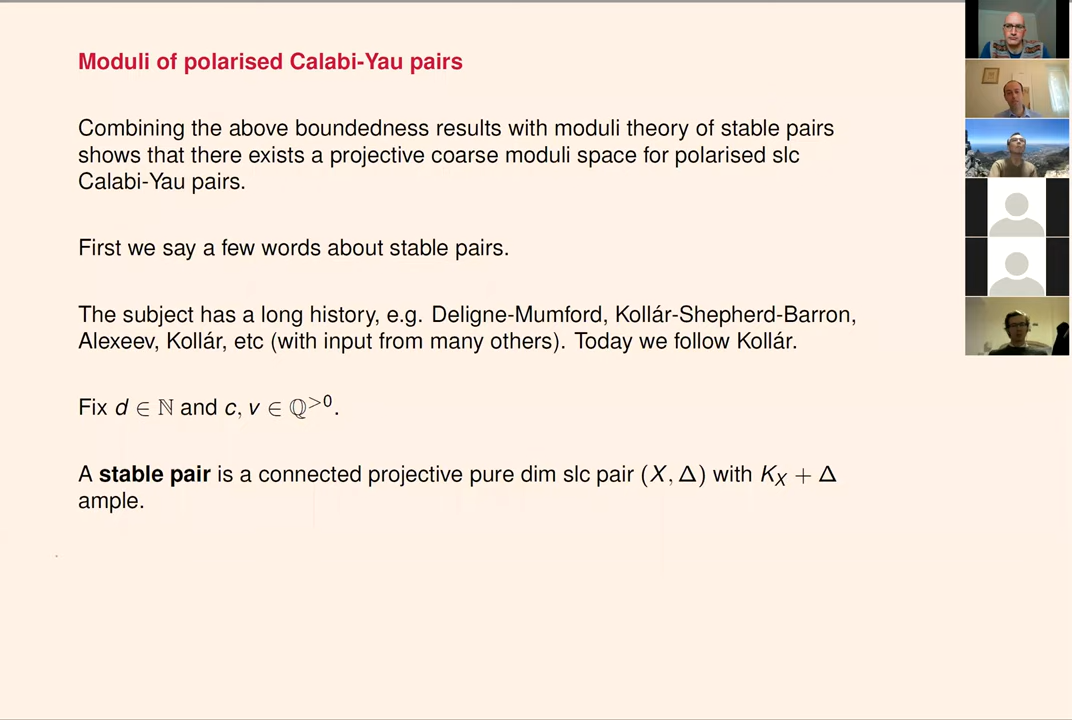 Moduli of polarised Calabi-Yau pairs
Combining the above boundedness results with moduli theory of stable pairs
shows that there exists a projective coarse moduli space for polarised slc
Calabi-Yau pairs.
First we say a few words about stable pairs.
The subject has a long history, e.g. Deligne-Mumford, Kollár-Shepherd-Barron,
Alexeev, Kollár, etc (with input from many others). Today we follow Kollár.
Fix d ∈ ℕ and c, v ∈ ℚ^{>0}.
A stable pair is a connected projective pure dim slc pair (X, Δ) with K_X + Δ
ample.